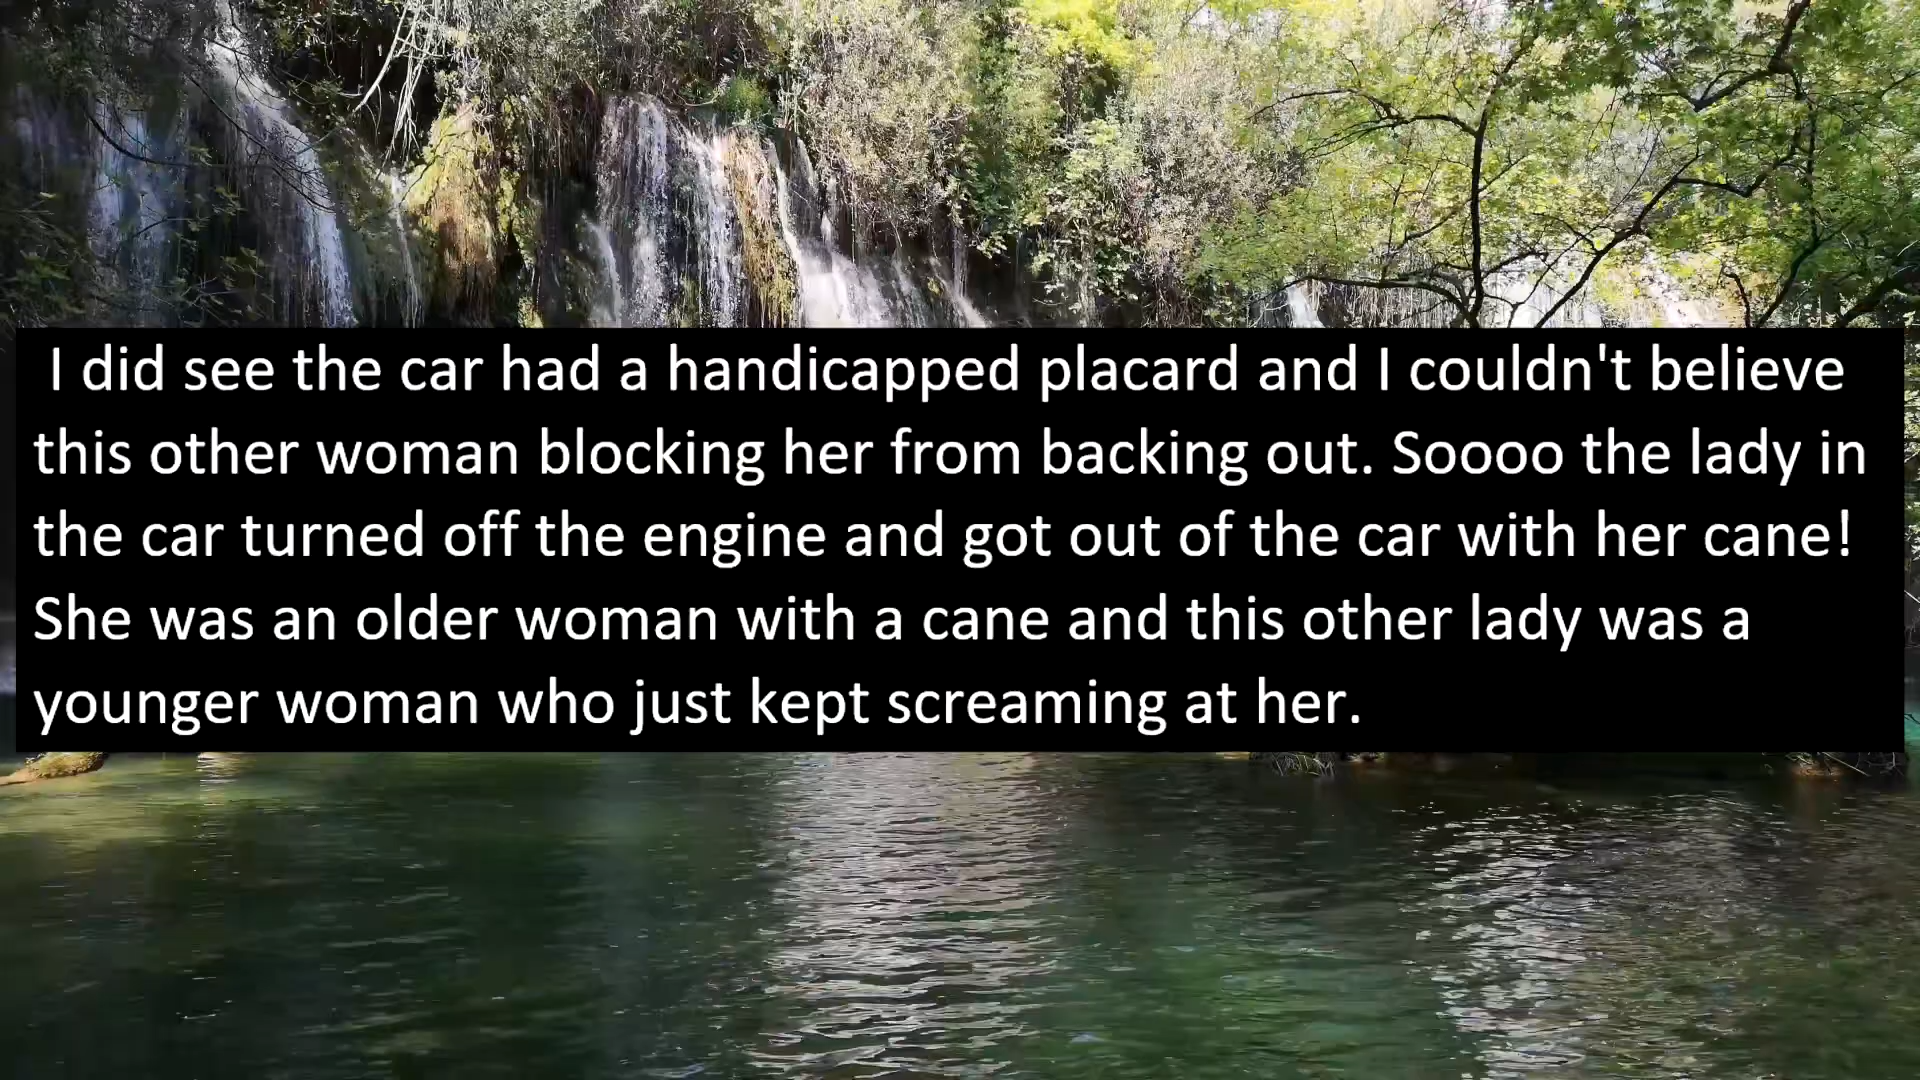 I did see the car had a handicapped placard and I couldn't believe
this other woman blocking her from backing out. Soooo the lady in
the car turned off the engine and got out of the car with her cane!
She was an older woman with a cane and this other lady was a
younger woman who just kept screaming at her.